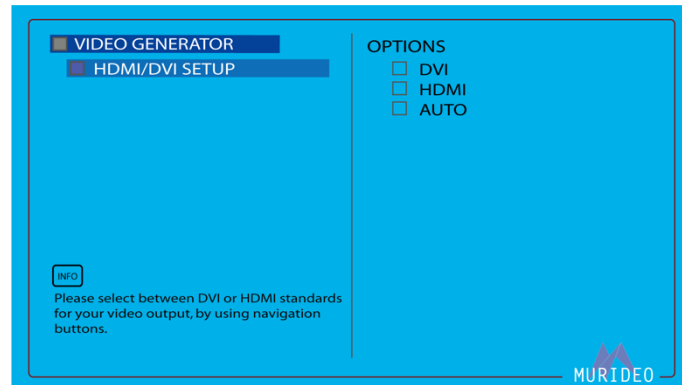 VIDEO GENERATOR
HDMI/DVI SETUP
OPTIONS
DVI
HDMI
AUTO
INFO
Please select between DVI or HDMI standards
for your video output, by using navigation
buttons.
MURIDEO